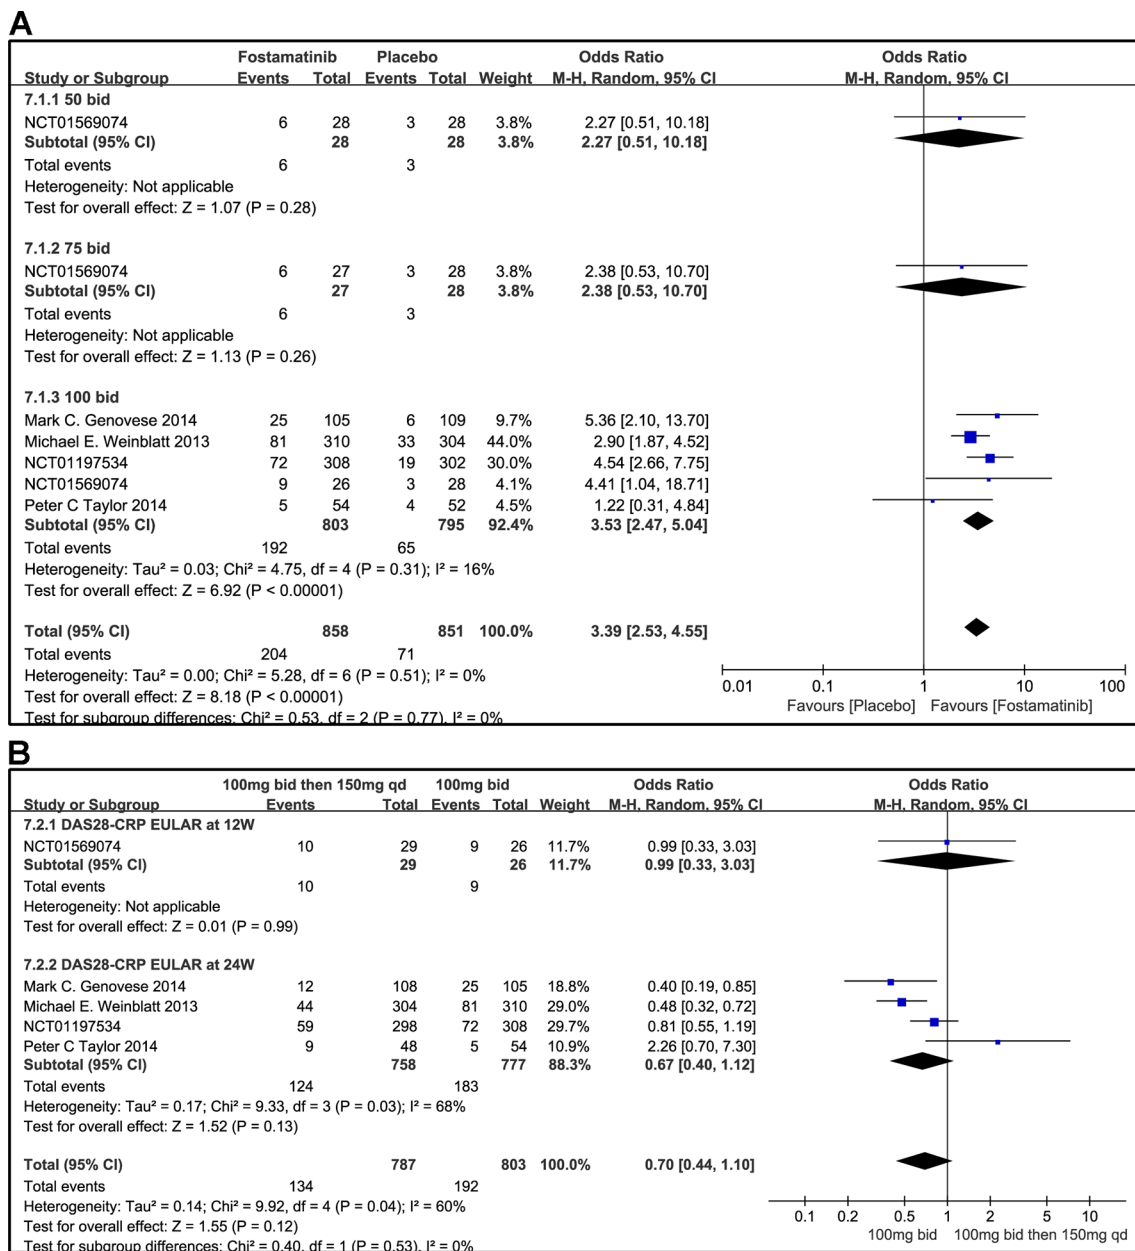 A
Fostamatinib Placebo Odds Ratio Odds Ratio
Study or Subgroup Events Total Events Total Weight M-H, Random, 95% CI M-H, Random, 95% CI
7.1.1 50 bid
NCT01569074 6 28 3 28 3.8% 2.27 [0.51, 10.18]
Subtotal (95% CI) 28 28 3.8% 2.27 [0.51, 10.18]
Total events 6 3
Heterogeneity: Not applicable
Test for overall effect: Z = 1.07 (P = 0.28)
7.1.2 75 bid
NCT01569074 6 27 3 28 3.8% 2.38 [0.53, 10.70]
Subtotal (95% CI) 27 28 3.8% 2.38 [0.53, 10.70]
Total events 6 3
Heterogeneity: Not applicable
Test for overall effect: Z = 1.13 (P = 0.26)
7.1.3 100 bid
Mark C. Genovese 2014 25 105 6 109 9.7% 5.36 [2.10, 13.70]
Michael E. Weinblatt 2013 81 310 33 304 44.0% 2.90 [1.87, 4.52]
NCT01197534 72 308 19 302 30.0% 4.54 [2.66, 7.75]
NCT01569074 9 26 3 28 4.1% 4.41 [1.04, 18.71]
Peter C Taylor 2014 5 54 4 52 4.5% 1.22 [0.31, 4.84]
Subtotal (95% CI) 803 795 92.4% 3.53 [2.47, 5.04]
Total events 192 65
Heterogeneity: Tau² = 0.03; Chi² = 4.75, df = 4 (P = 0.31); I² = 16%
Test for overall effect: Z = 6.92 (P < 0.00001)
Total (95% CI) 858 851 100.0% 3.39 [2.53, 4.55]
Total events 204 71
Heterogeneity: Tau² = 0.00; Chi² = 5.28, df = 6 (P = 0.51); I² = 0%
Test for overall effect: Z = 8.18 (P < 0.00001)
Test for subgroup differences: Chi² = 0.53, df = 2 (P = 0.77), I² = 0%
0.01 0.1 1 10 100
Favours [Placebo] Favours [Fostamatinib]
B
100mg bid then 150mg qd 100mg bid Odds Ratio Odds Ratio
Study or Subgroup Events Total Events Total Weight M-H, Random, 95% CI M-H, Random, 95% CI
7.2.1 DAS28-CRP EULAR at 12W
NCT01569074 10 29 9 26 11.7% 0.99 [0.33, 3.03]
Subtotal (95% CI) 29 26 11.7% 0.99 [0.33, 3.03]
Total events 10 9
Heterogeneity: Not applicable
Test for overall effect: Z = 0.01 (P = 0.99)
7.2.2 DAS28-CRP EULAR at 24W
Mark C. Genovese 2014 12 108 25 105 18.8% 0.40 [0.19, 0.85]
Michael E. Weinblatt 2013 44 304 81 310 29.0% 0.48 [0.32, 0.72]
NCT01197534 59 298 72 308 29.7% 0.81 [0.55, 1.19]
Peter C Taylor 2014 9 48 5 54 10.9% 2.26 [0.70, 7.30]
Subtotal (95% CI) 758 777 88.3% 0.67 [0.40, 1.12]
Total events 124 183
Heterogeneity: Tau² = 0.17; Chi² = 9.33, df = 3 (P = 0.03); I² = 68%
Test for overall effect: Z = 1.52 (P = 0.13)
Total (95% CI) 787 803 100.0% 0.70 [0.44, 1.10]
Total events 134 192
Heterogeneity: Tau² = 0.14; Chi² = 9.92, df = 4 (P = 0.04); I² = 60%
Test for overall effect: Z = 1.55 (P = 0.12)
Test for subgroup differences: Chi² = 0.40, df = 1 (P = 0.53), I² = 0%
0.1 0.2 0.5 1 2 5 10
100mg bid 100mg bid then 150mg qd